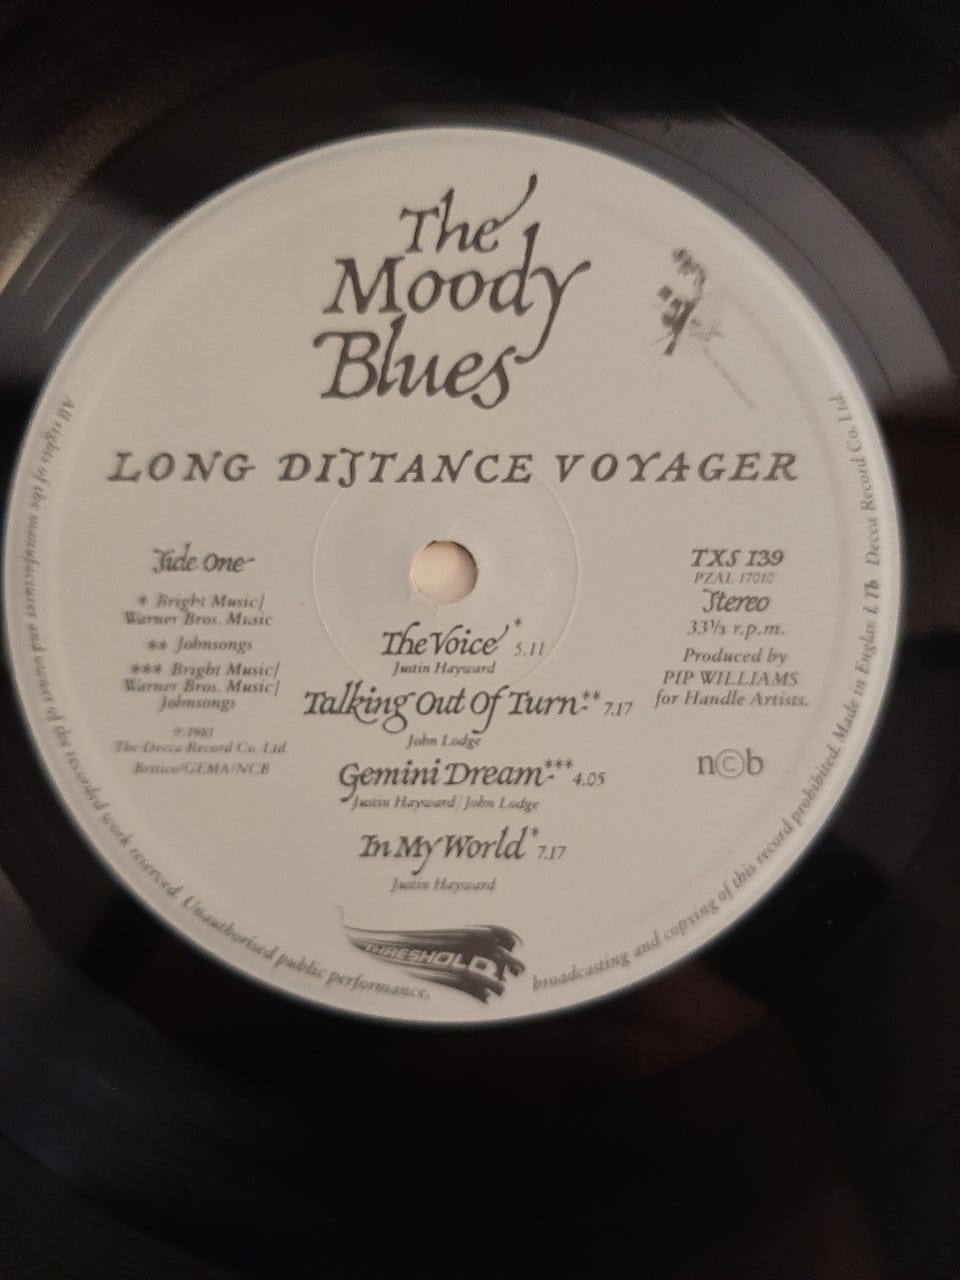 The
Moody
Blues
LONG DISTANCE VOYAGER
Side One
* Bright Music/
Warner Bros. Music
** Johnsongs
*** Bright Music/
Warner Bros. Music/
Johnsongs
℗ 1981
The Decca Record Co. Ltd.
Britico/GEMA/NCB
TXS 139
PZAL 17010
Stereo
33⅓ r.p.m.
Produced by
PIP WILLIAMS
for Handle Artists.
n©b
The Voice* 5.11
Justin Hayward
Talking Out Of Turn** 7.17
John Lodge
Gemini Dream*** 4.05
Justin Hayward/John Lodge
In My World* 7.17
Justin Hayward
THRESHOLD
All rights of the manufacturer and owner of the recorded work reserved. Unauthorised public performance, broadcasting and copying of this record prohibited. Made in England. Decca Record Co. Ltd.